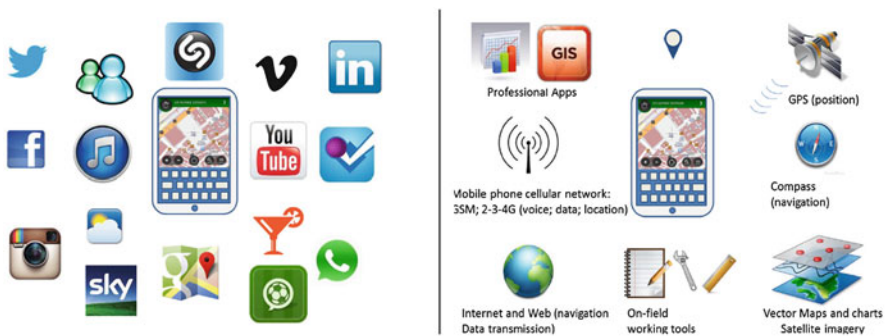 in
You
Tube
f
sky
GIS
Professional Apps
GPS (position)
Mobile phone cellular network:
GSM; 2-3-4G (voice; data; location)
Compass
(navigation)
Internet and Web (navigation
Data transmission)
On-field
working tools
Vector Maps and charts
Satellite imagery